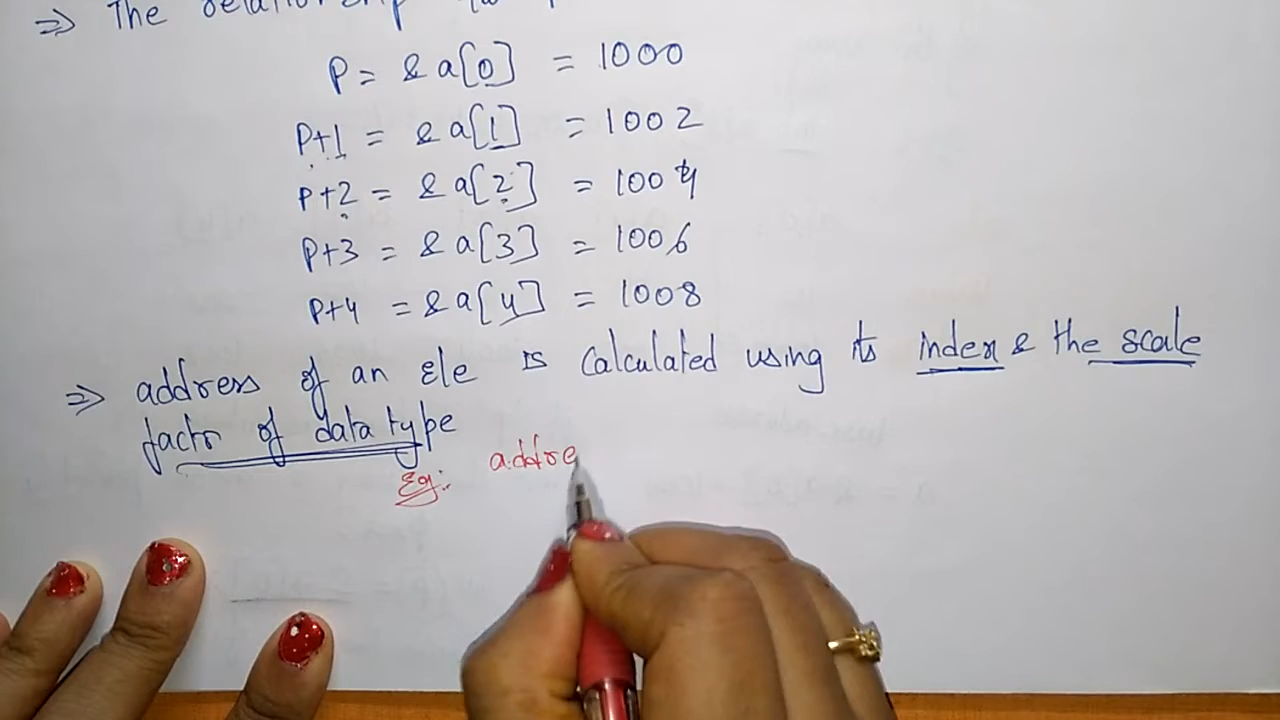 ⇒ The relationship
P = & a[0] = 1000
P+1 = & a[1] = 1002
P+2 = & a[2] = 1004
P+3 = & a[3] = 1006
P+4 = & a[4] = 1008
⇒ address of an ele is calculated using its index & the scale
factor of data type
Eg: addre